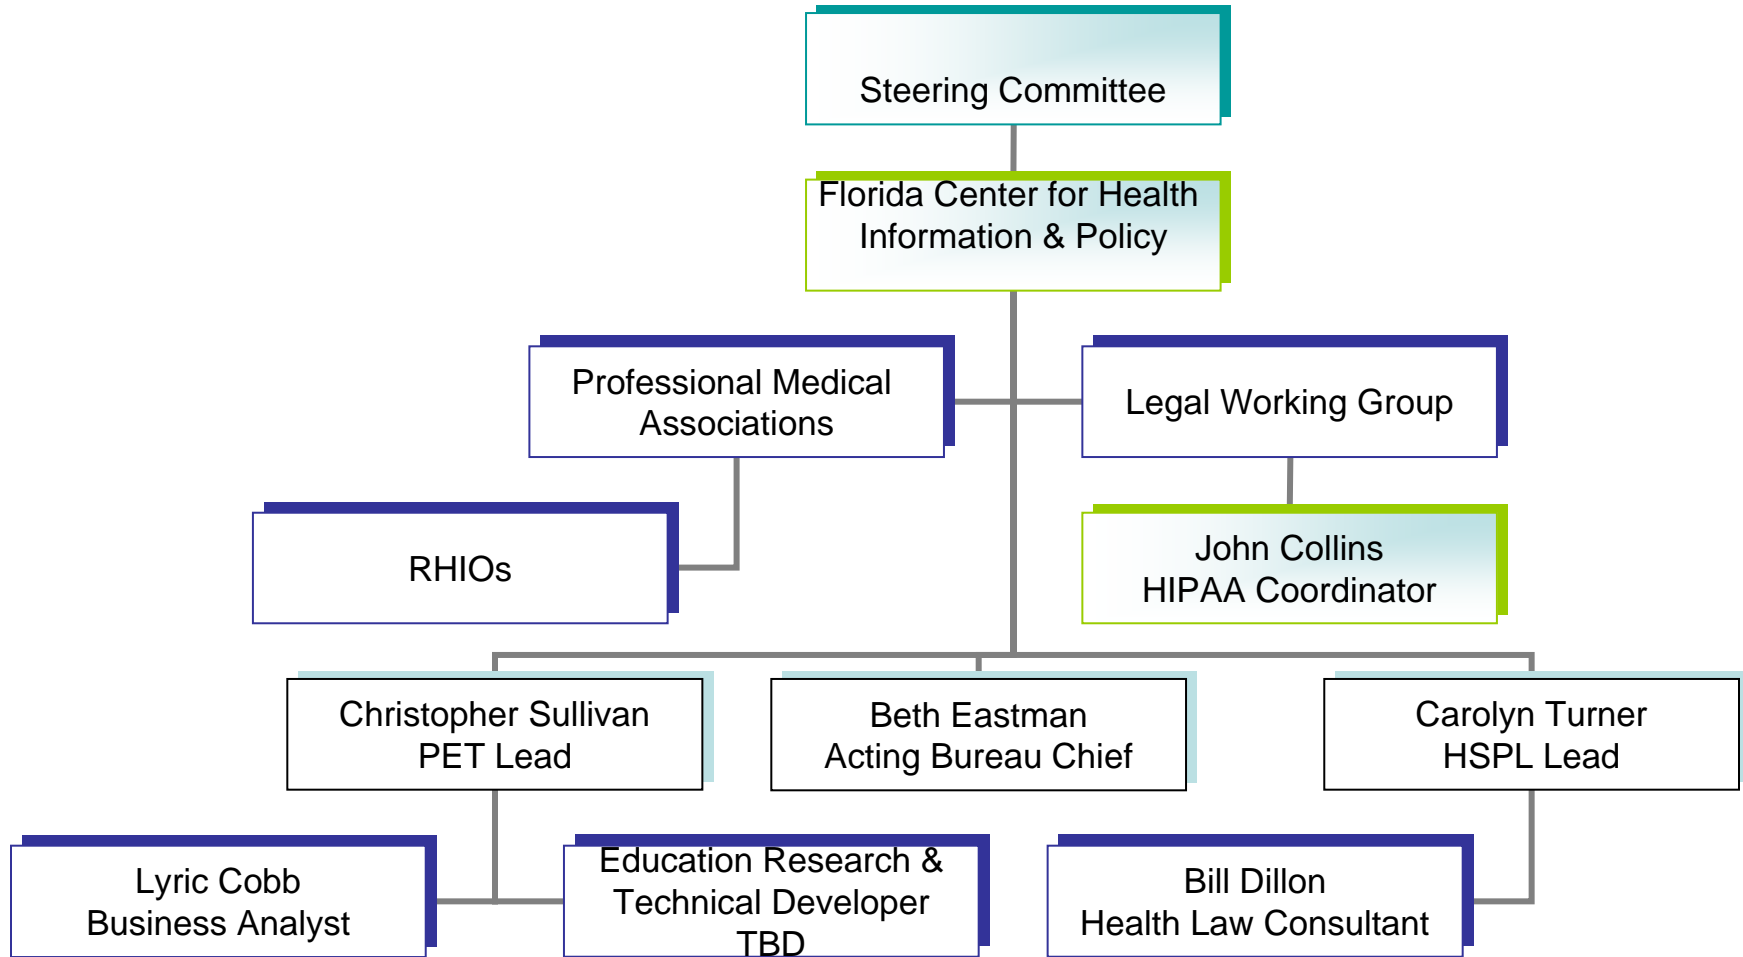 Steering Committee
Florida Center for Health
Information & Policy
Professional Medical
Associations
Legal Working Group
RHIOs
John Collins
HIPAA Coordinator
Christopher Sullivan
PET Lead
Beth Eastman
Acting Bureau Chief
Carolyn Turner
HSPL Lead
Lyric Cobb
Business Analyst
Education Research &
Technical Developer
TBD
Bill Dillon
Health Law Consultant